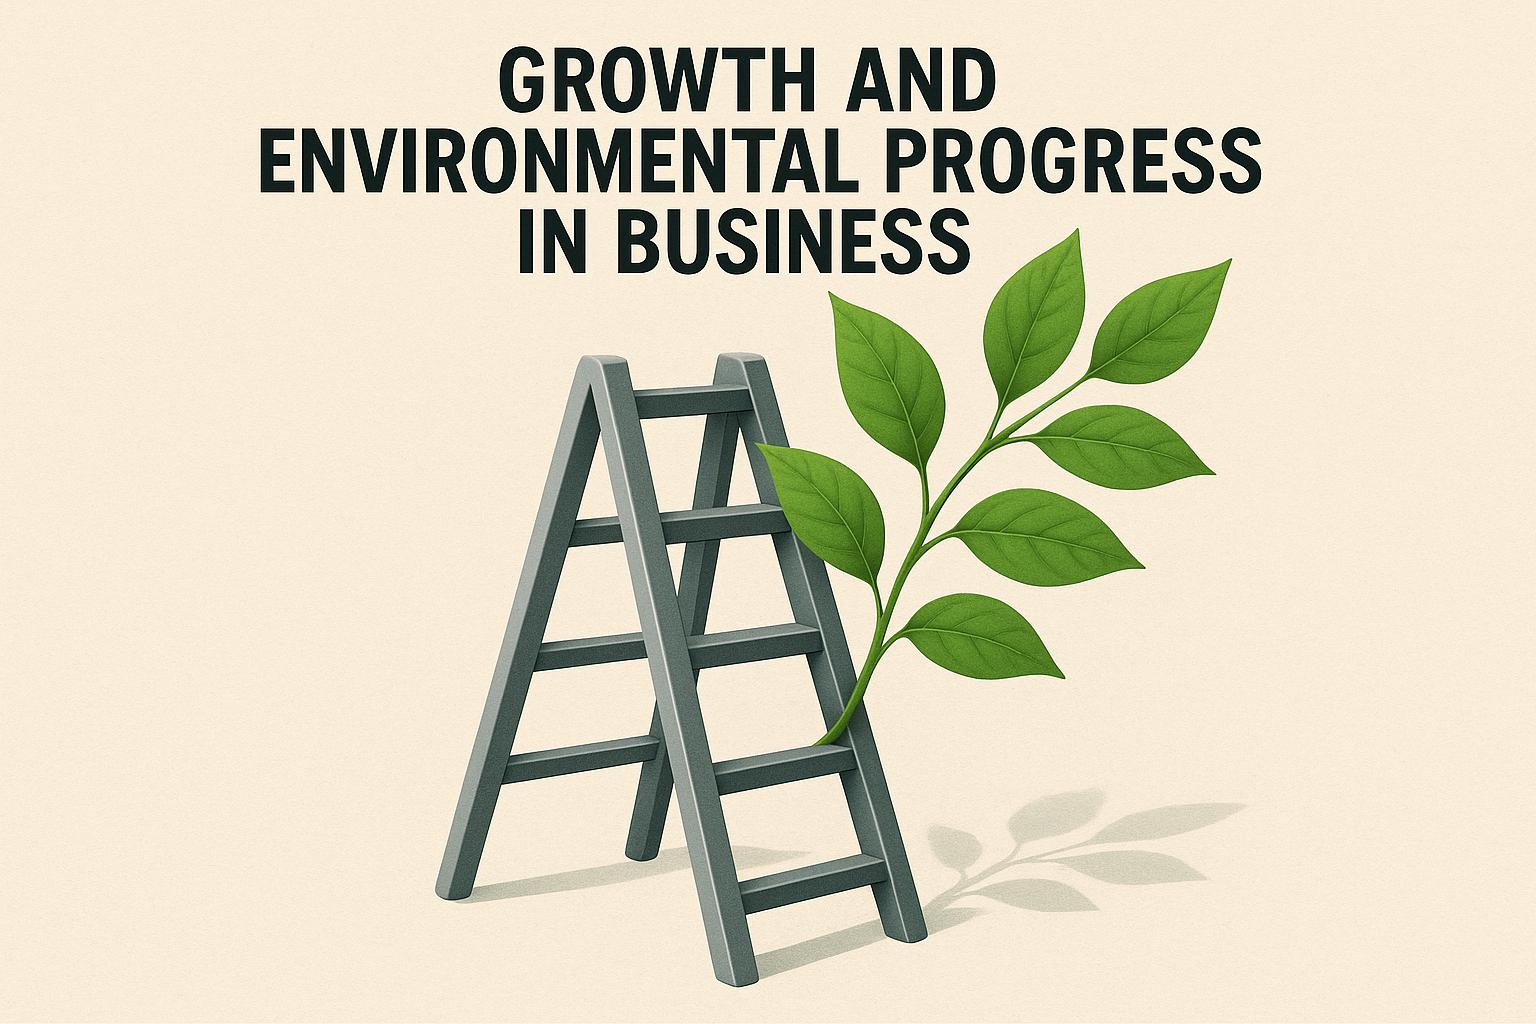 GROWTH AND
ENVIRONMENTAL PROGRESS
IN BUSINESS